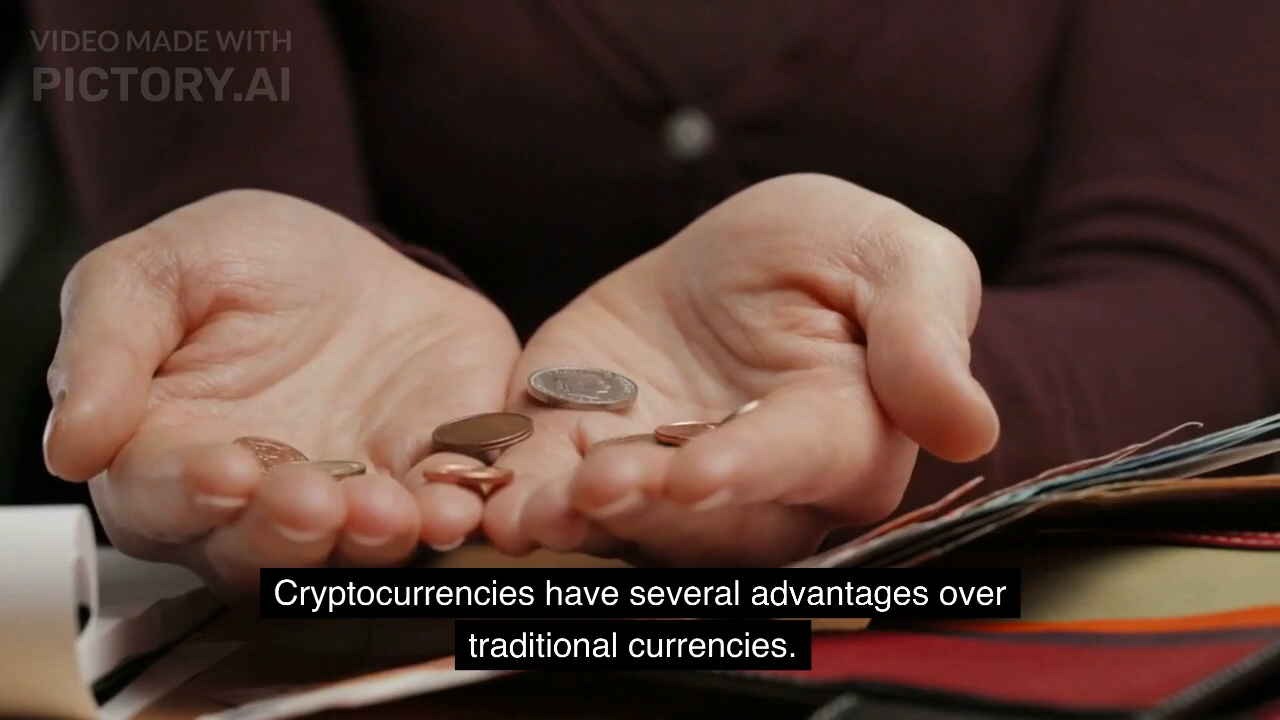 VIDEO MADE WITH
PICTORY.AI
Cryptocurrencies have several advantages over
traditional currencies.